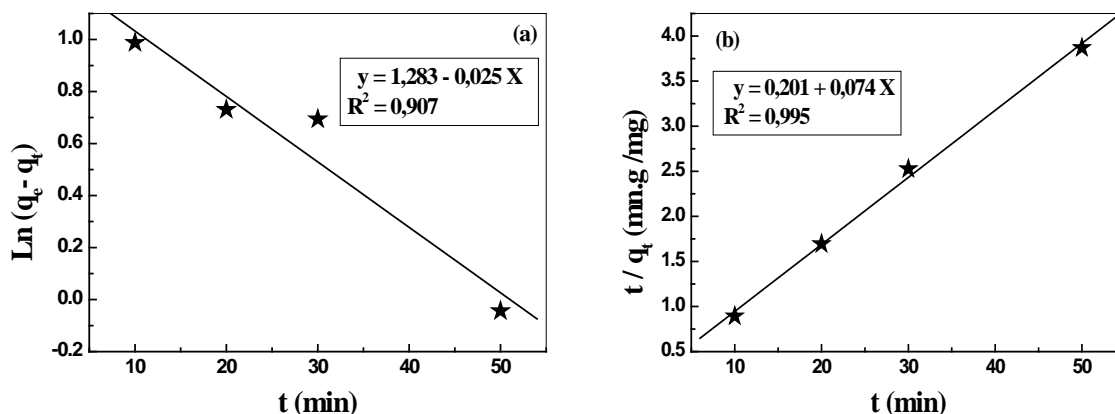 (a)
y = 1,283 - 0,025 X
R² = 0,907
Ln (qₑ - qₜ)
1.0
0.8
0.6
0.4
0.2
0.0
-0.2
10 20 30 40 50
t (min)
(b)
y = 0,201 + 0,074 X
R² = 0,995
t / qₜ (mn.g /mg)
4.0
3.5
3.0
2.5
2.0
1.5
1.0
0.5
10 20 30 40 50
t (min)